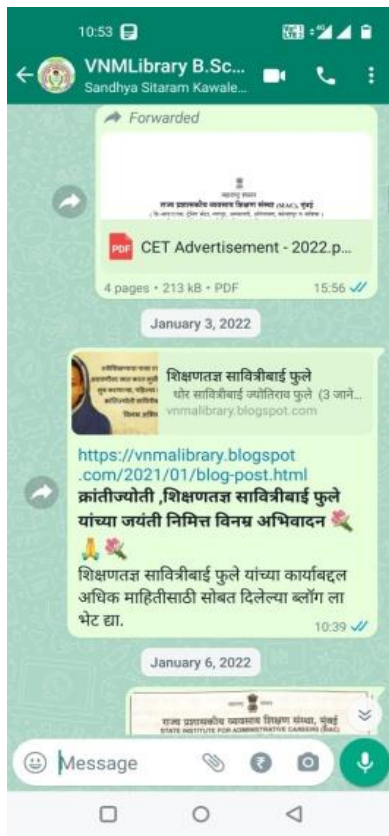 10:53
VNMLibrary B.Sc...
Sandhya Sitaram Kawale...
Forwarded
महाराष्ट्र शासन
राज्य प्रशासकीय व्यवसाय शिक्षण संस्था (SIAC), मुंबई
PDF CET Advertisement - 2022.p...
4 pages • 213 kB • PDF 15:56
January 3, 2022
शिक्षणतज्ञ सावित्रीबाई फुले
थोर सावित्रीबाई ज्योतिराव फुले (3 जाने...
vnmalibrary.blogspot.com
https://vnmalibrary.blogspot
.com/2021/01/blog-post.html
क्रांतीज्योती ,शिक्षणतज्ञ सावित्रीबाई फुले
यांच्या जयंती निमित्त विनम्र अभिवादन 💐
🙏💐
शिक्षणतज्ञ सावित्रीबाई फुले यांच्या कार्याबद्दल
अधिक माहितीसाठी सोबत दिलेल्या ब्लॉग ला
भेट द्या.
10:39
January 6, 2022
राज्य प्रशासकीय व्यवसाय शिक्षण संस्था, मुंबई
STATE INSTITUTE FOR ADMINISTRATIVE CAREERS (SIAC)
Message